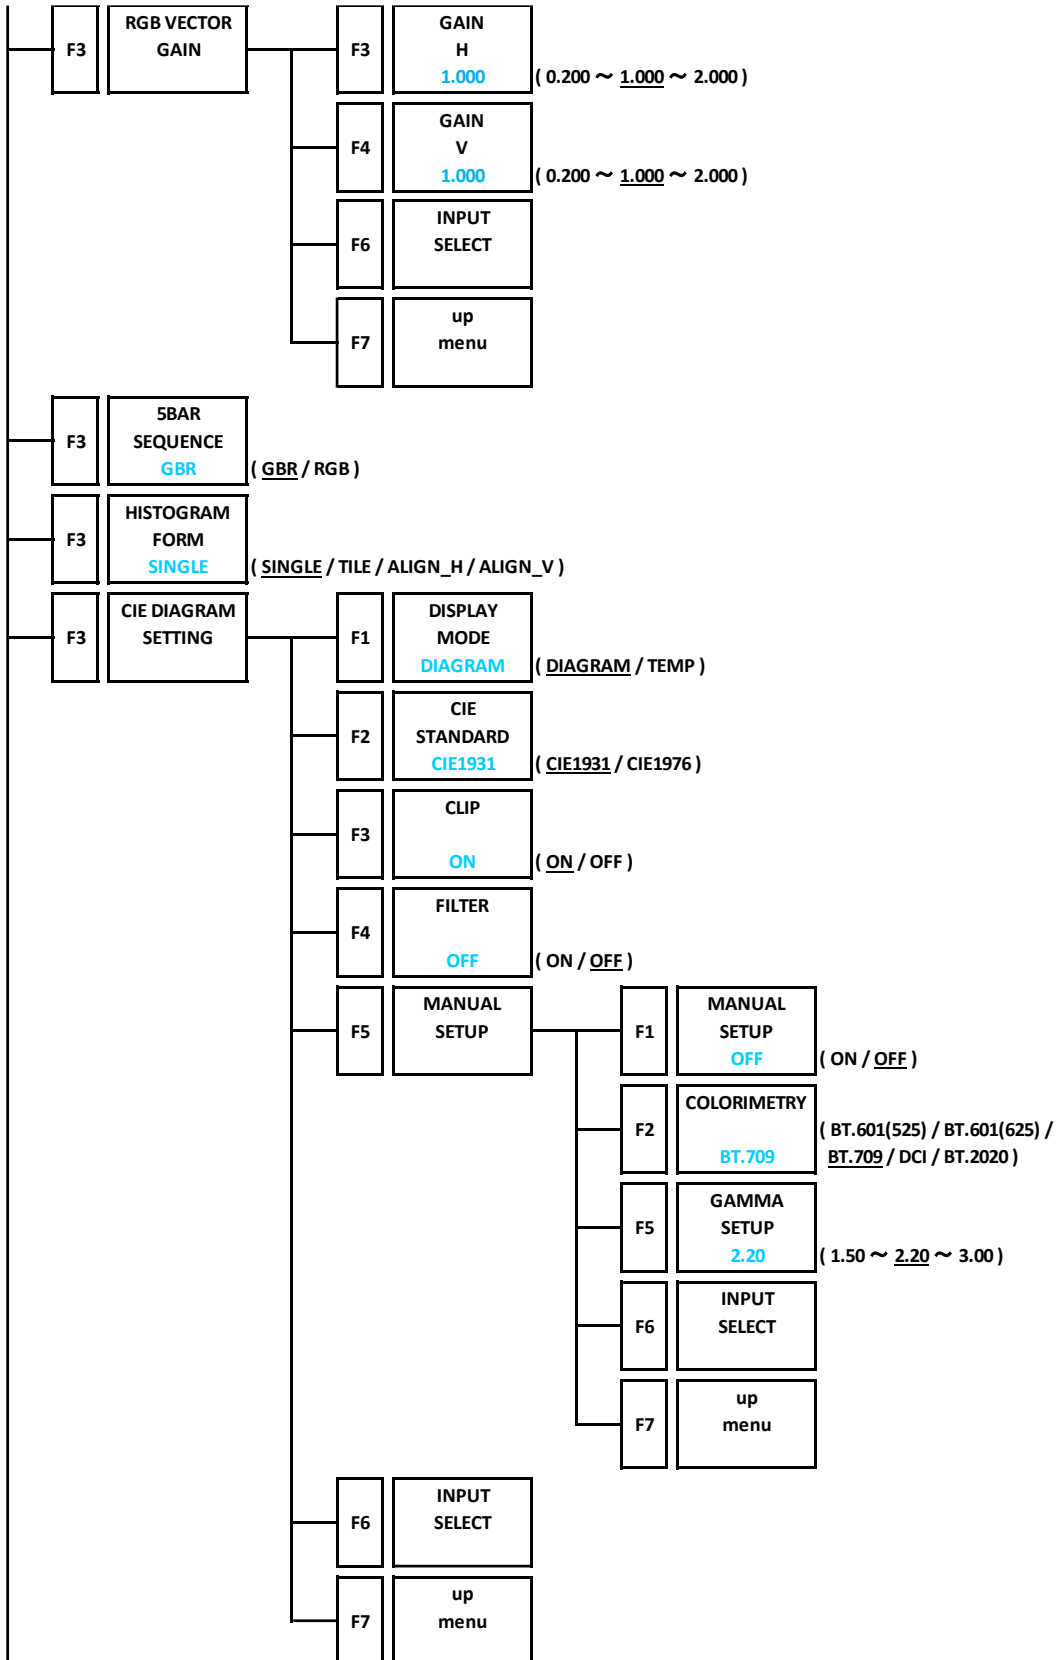 F3
RGB VECTOR
GAIN
F3
GAIN
H
1.000
( 0.200 ～ 1.000 ～ 2.000 )
F4
GAIN
V
1.000
( 0.200 ～ 1.000 ～ 2.000 )
F6
INPUT
SELECT
F7
up
menu
F3
5BAR
SEQUENCE
GBR
( GBR / RGB )
F3
HISTOGRAM
FORM
SINGLE
( SINGLE / TILE / ALIGN_H / ALIGN_V )
F3
CIE DIAGRAM
SETTING
F1
DISPLAY
MODE
DIAGRAM
( DIAGRAM / TEMP )
F2
CIE
STANDARD
CIE1931
( CIE1931 / CIE1976 )
F3
CLIP
ON
( ON / OFF )
F4
FILTER
OFF
( ON / OFF )
F5
MANUAL
SETUP
F1
MANUAL
SETUP
OFF
( ON / OFF )
F2
COLORIMETRY
BT.709
( BT.601(525) / BT.601(625) /
BT.709 / DCI / BT.2020 )
F5
GAMMA
SETUP
2.20
( 1.50 ～ 2.20 ～ 3.00 )
F6
INPUT
SELECT
F7
up
menu
F6
INPUT
SELECT
F7
up
menu